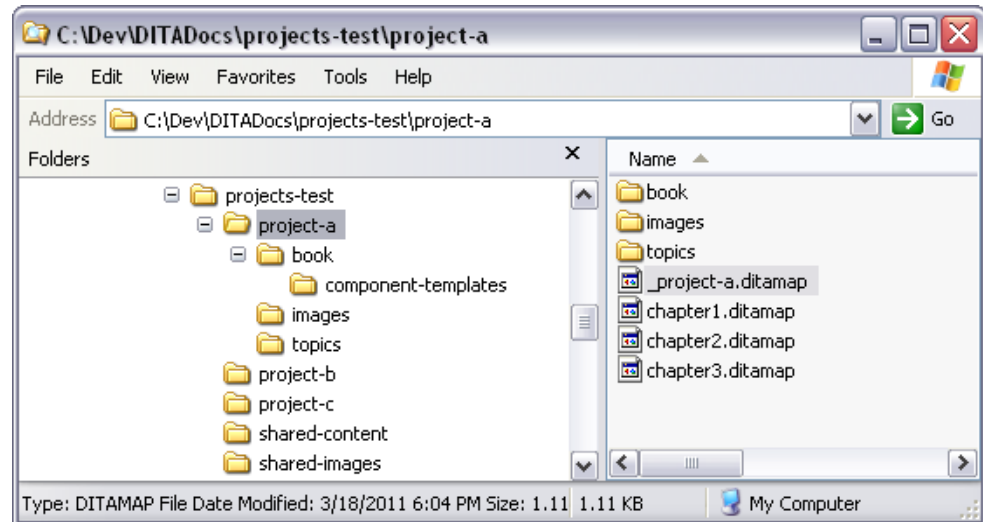 C:\Dev\DITADocs\projects-test\project-a
File Edit View Favorites Tools Help
Address C:\Dev\DITADocs\projects-test\project-a Go
Folders
projects-test
project-a
book
component-templates
images
topics
project-b
project-c
shared-content
shared-images
Name
book
images
topics
_project-a.ditamap
chapter1.ditamap
chapter2.ditamap
chapter3.ditamap
Type: DITAMAP File Date Modified: 3/18/2011 6:04 PM Size: 1.11 1.11 KB My Computer